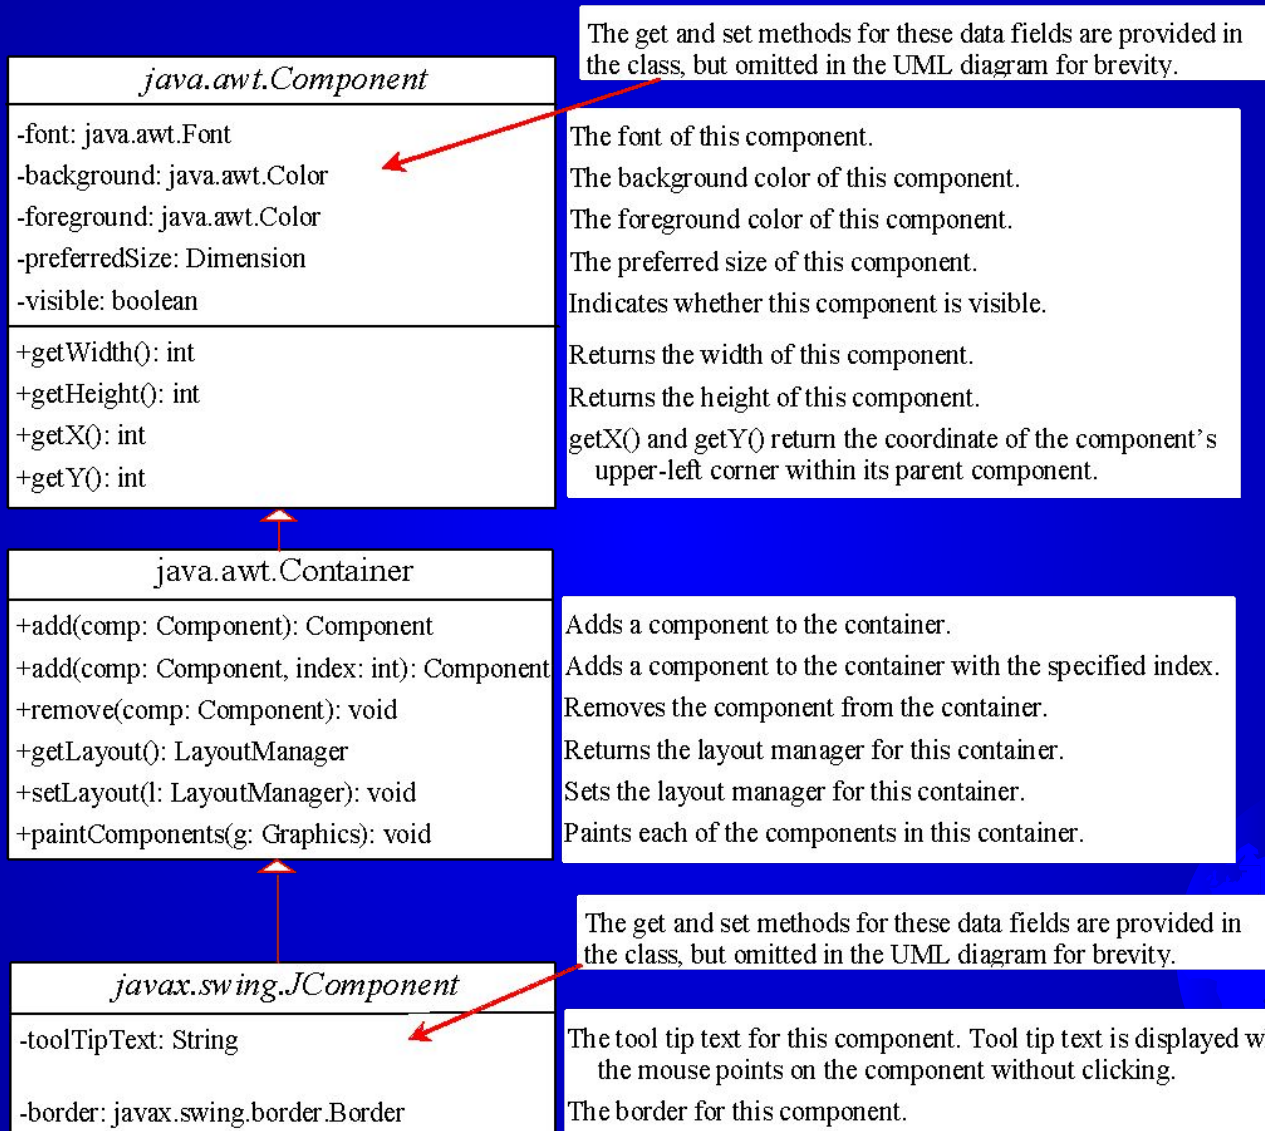 The get and set methods for these data fields are provided in
the class, but omitted in the UML diagram for brevity.
java.awt.Component
-font: java.awt.Font
The font of this component.
-background: java.awt.Color
The background color of this component.
-foreground: java.awt.Color
The foreground color of this component.
-preferredSize: Dimension
The preferred size of this component.
-visible: boolean
Indicates whether this component is visible.
+getWidth(): int
Returns the width of this component.
+getHeight(): int
Returns the height of this component.
+getX(): int
getX() and getY() return the coordinate of the component’s
upper-left corner within its parent component.
+getY(): int
java.awt.Container
+add(comp: Component): Component
Adds a component to the container.
+add(comp: Component, index: int): Component
Adds a component to the container with the specified index.
+remove(comp: Component): void
Removes the component from the container.
+getLayout(): LayoutManager
Returns the layout manager for this container.
+setLayout(l: LayoutManager): void
Sets the layout manager for this container.
+paintComponents(g: Graphics): void
Paints each of the components in this container.
The get and set methods for these data fields are provided in
the class, but omitted in the UML diagram for brevity.
javax.swing.JComponent
-toolTipText: String
The tool tip text for this component. Tool tip text is displayed
the mouse points on the component without clicking.
-border: javax.swing.border.Border
The border for this component.